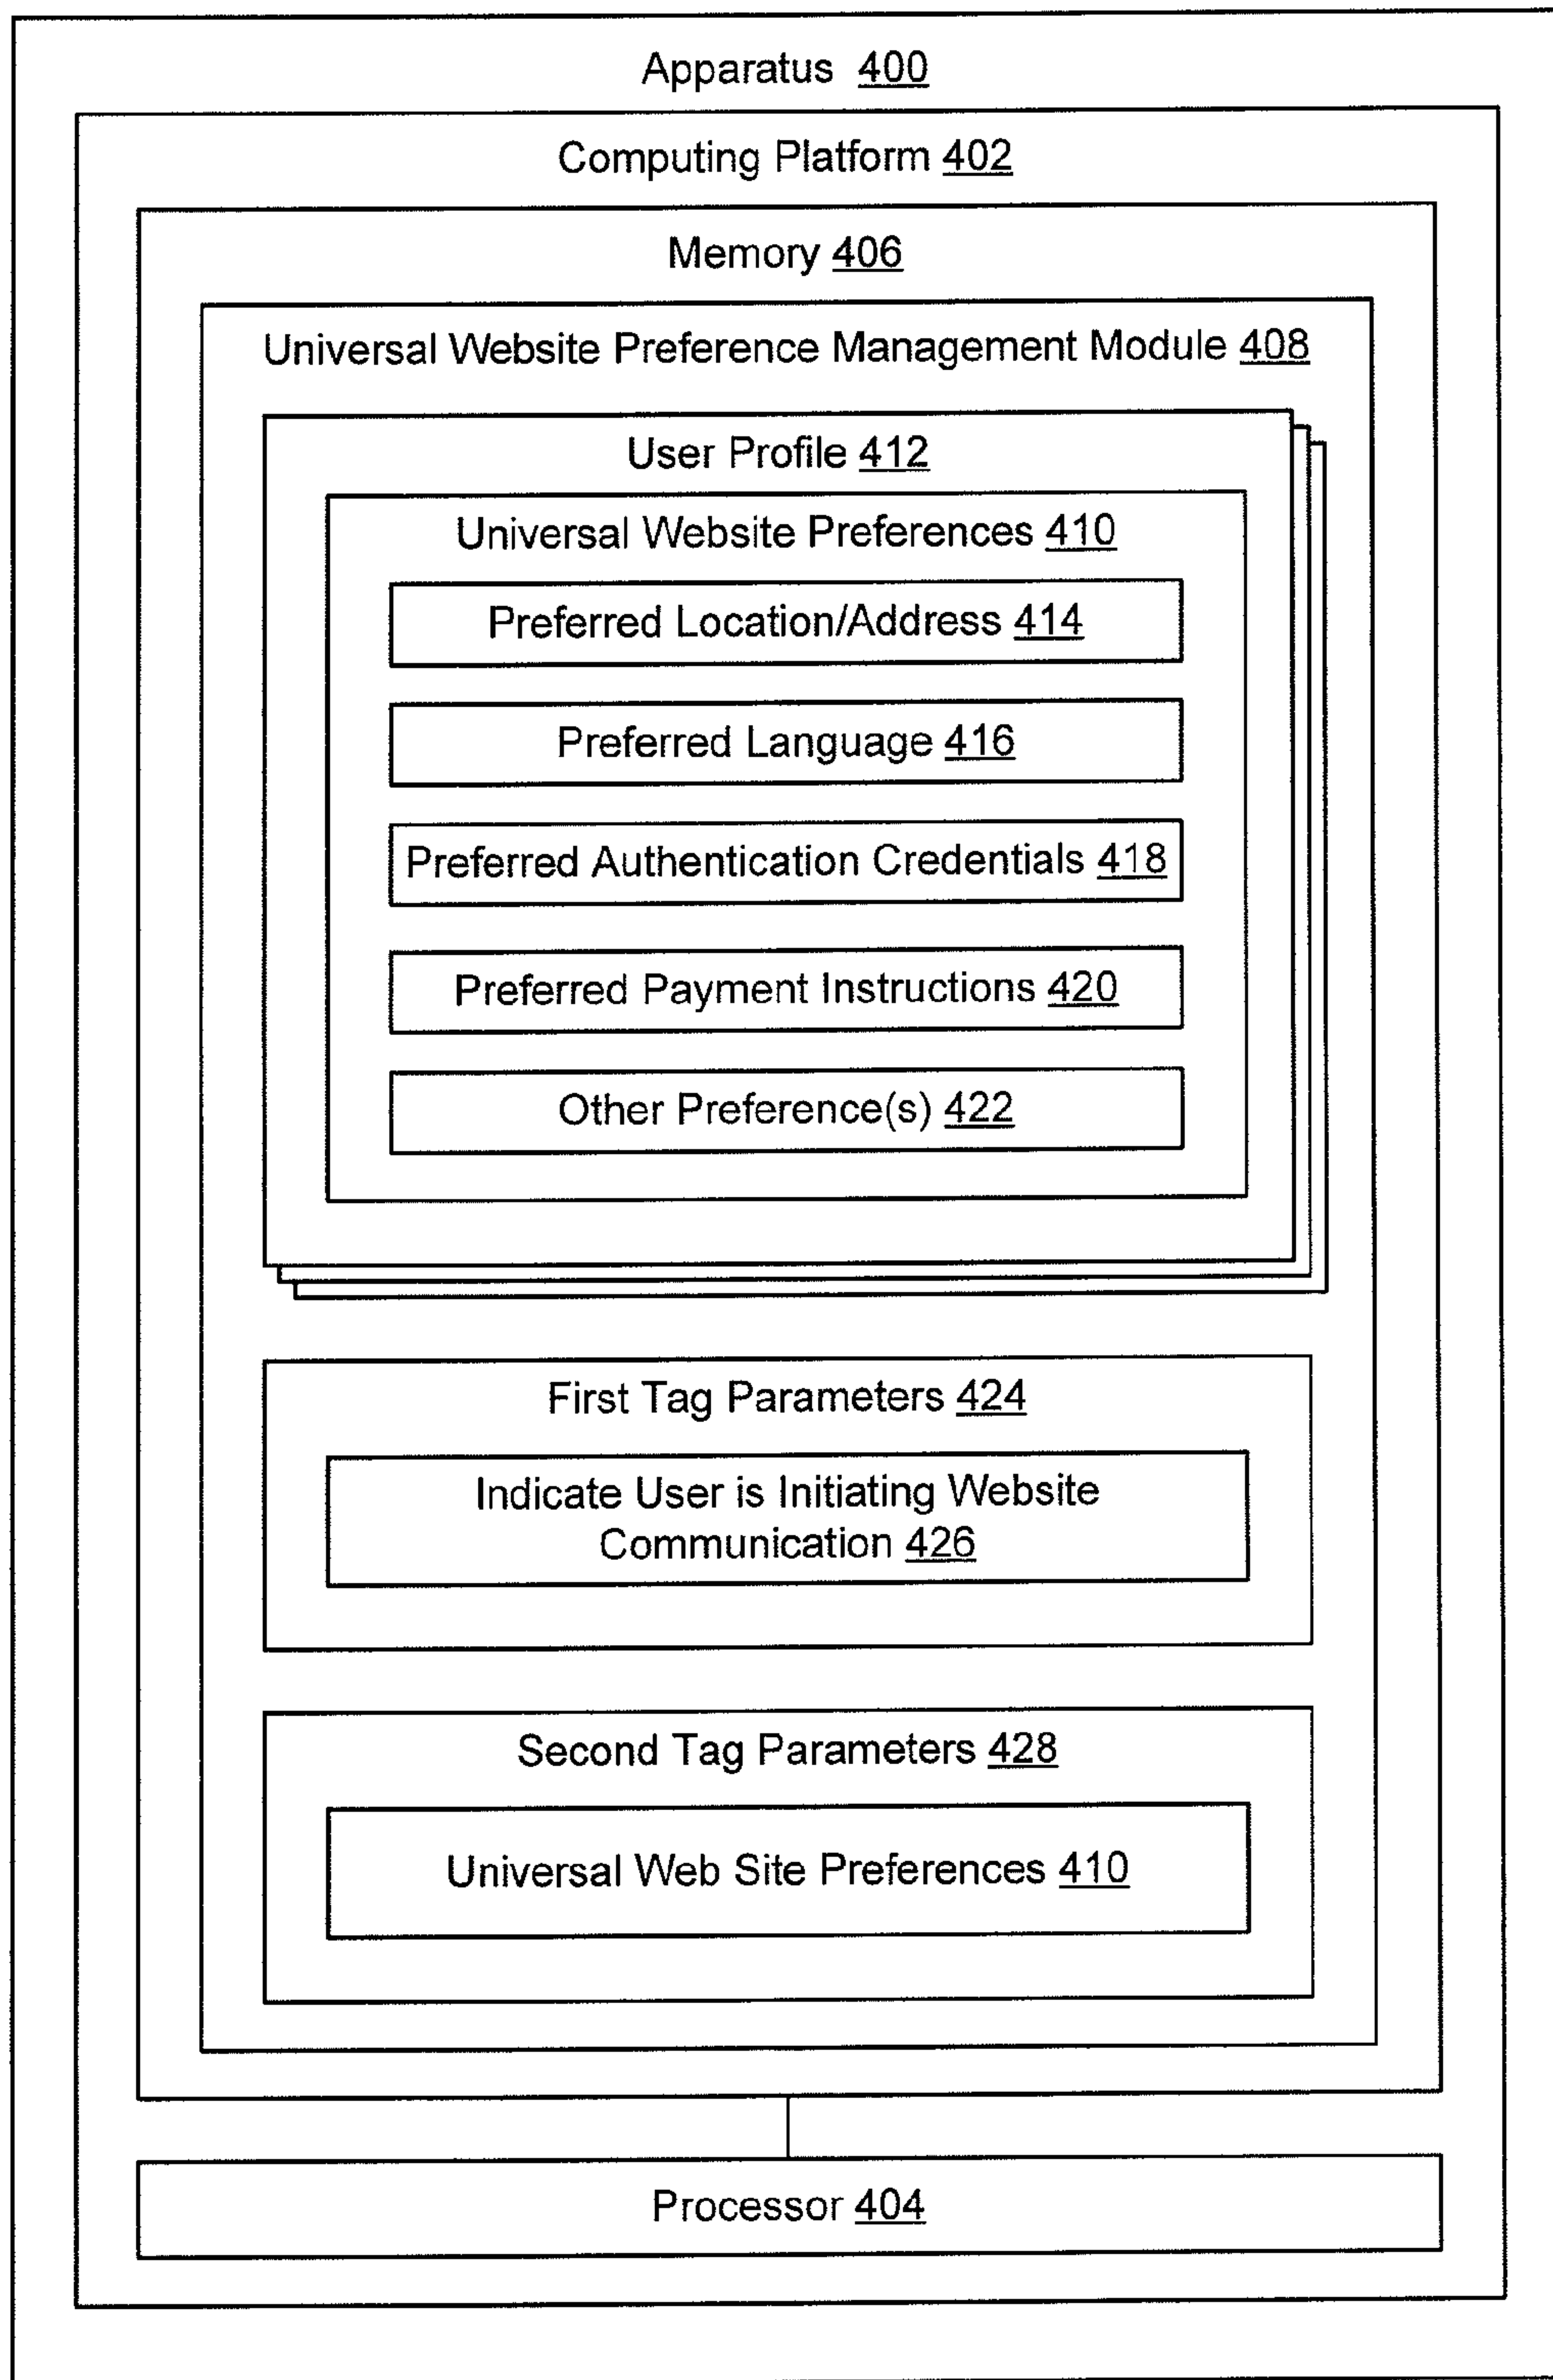 Apparatus 400
Computing Platform 402
Memory 406
Universal Website Preference Management Module 408
User Profile 412
Universal Website Preferences 410
Preferred Location/Address 414
Preferred Language 416
Preferred Authentication Credentials 418
Preferred Payment Instructions 420
Other Preference(s) 422
First Tag Parameters 424
Indicate User is Initiating Website
Communication 426
Second Tag Parameters 428
Universal Web Site Preferences 410
Processor 404